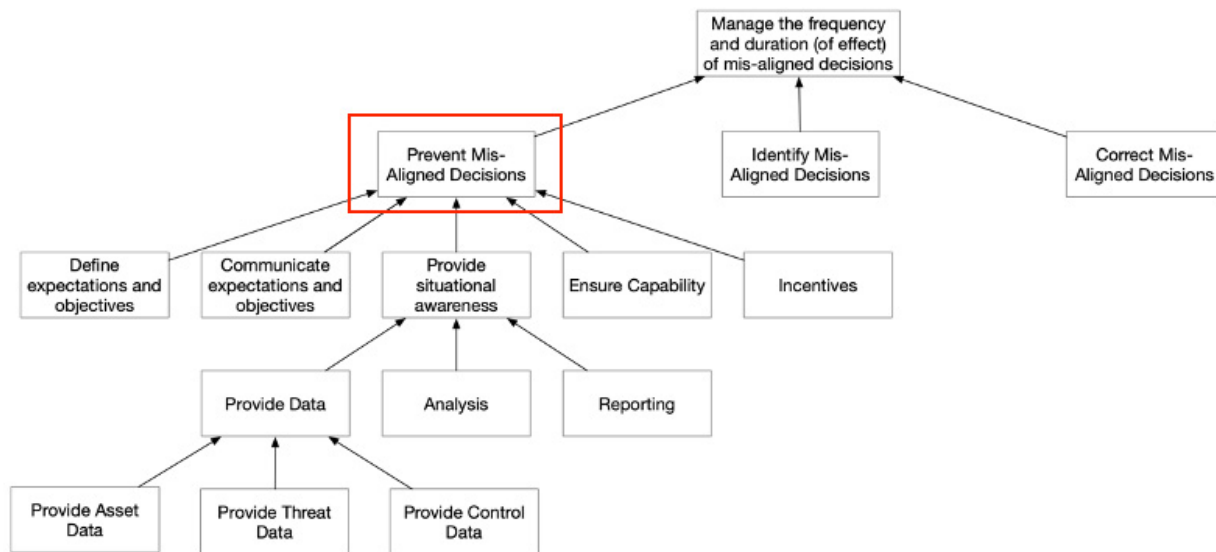 Manage the frequency
and duration (of effect)
of mis-aligned decisions
Prevent Mis-
Aligned Decisions
Identify Mis-
Aligned Decisions
Correct Mis-
Aligned Decisions
Define
expectations and
objectives
Communicate
expectations and
objectives
Provide
situational
awareness
Ensure Capability
Incentives
Provide Data
Analysis
Reporting
Provide Asset
Data
Provide Threat
Data
Provide Control
Data